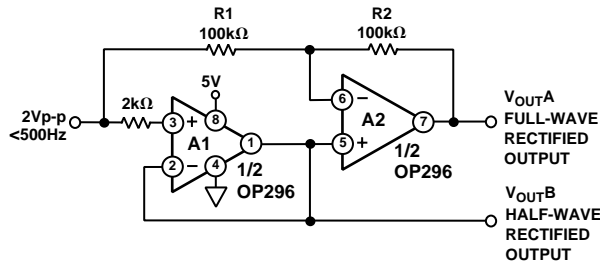 R1
100kΩ
R2
100kΩ
2Vp-p
<500Hz
2kΩ
5V
3
+
8
A1
1
2
−
4
1/2
OP296
6
−
A2
7
5
+
1/2
OP296
VOUTA
FULL-WAVE
RECTIFIED
OUTPUT
VOUTB
HALF-WAVE
RECTIFIED
OUTPUT